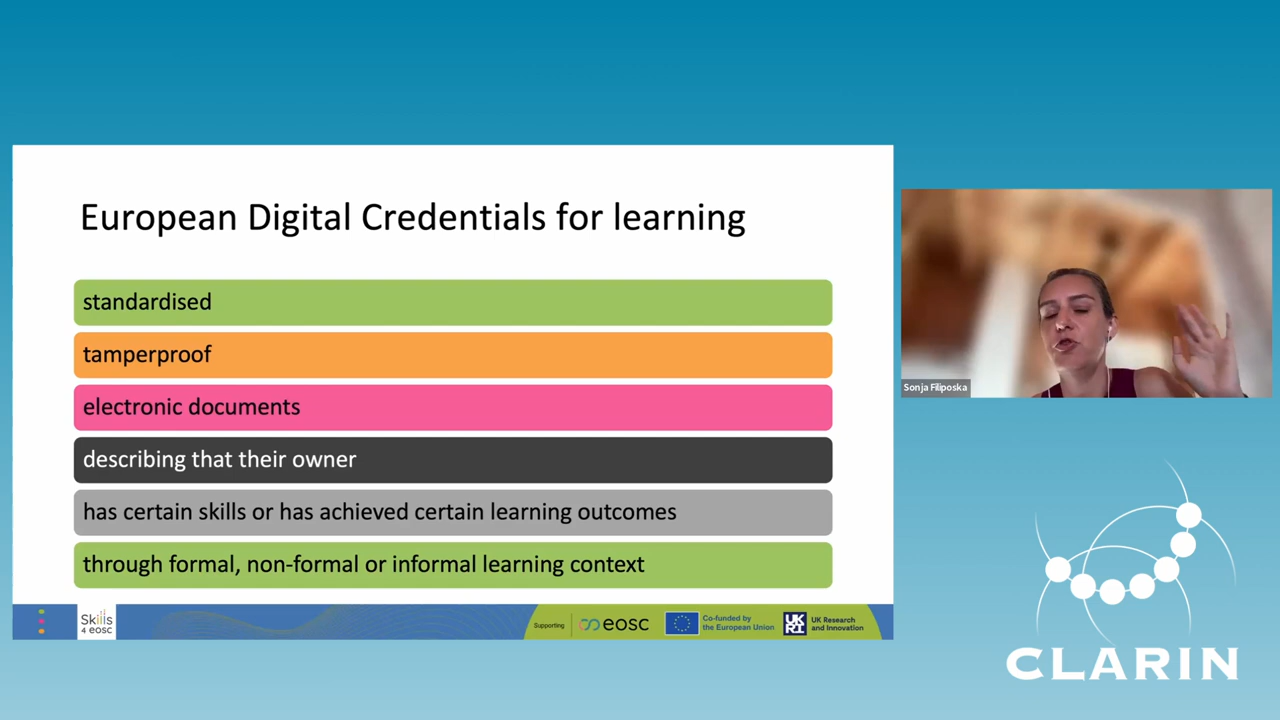 European Digital Credentials for learning
standardised
tamperproof
electronic documents
describing that their owner
has certain skills or has achieved certain learning outcomes
through formal, non-formal or informal learning context
Skills
4 eosc
Supporting
eosc
Co-funded by
the European Union
UK
RI
UK Research
and Innovation
Sonja Filiposka
CLARIN